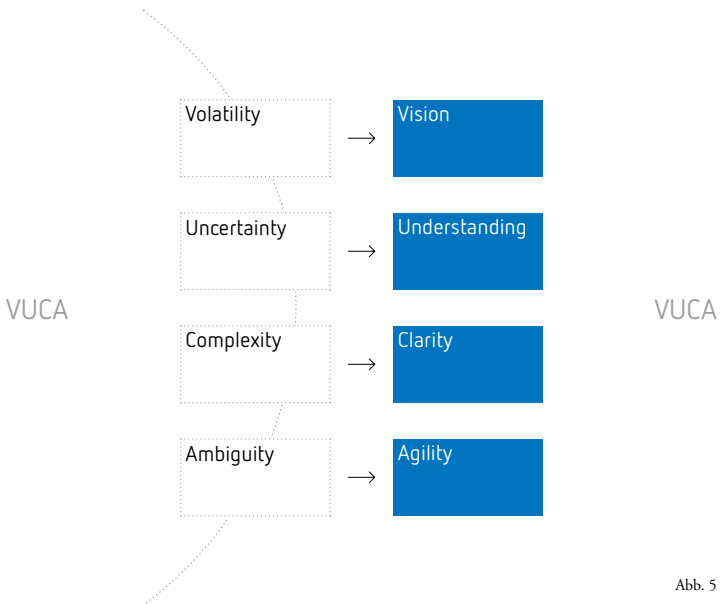 Volatility
Vision
Uncertainty
Understanding
VUCA
VUCA
Complexity
Clarity
Ambiguity
Agility
Abb. 5